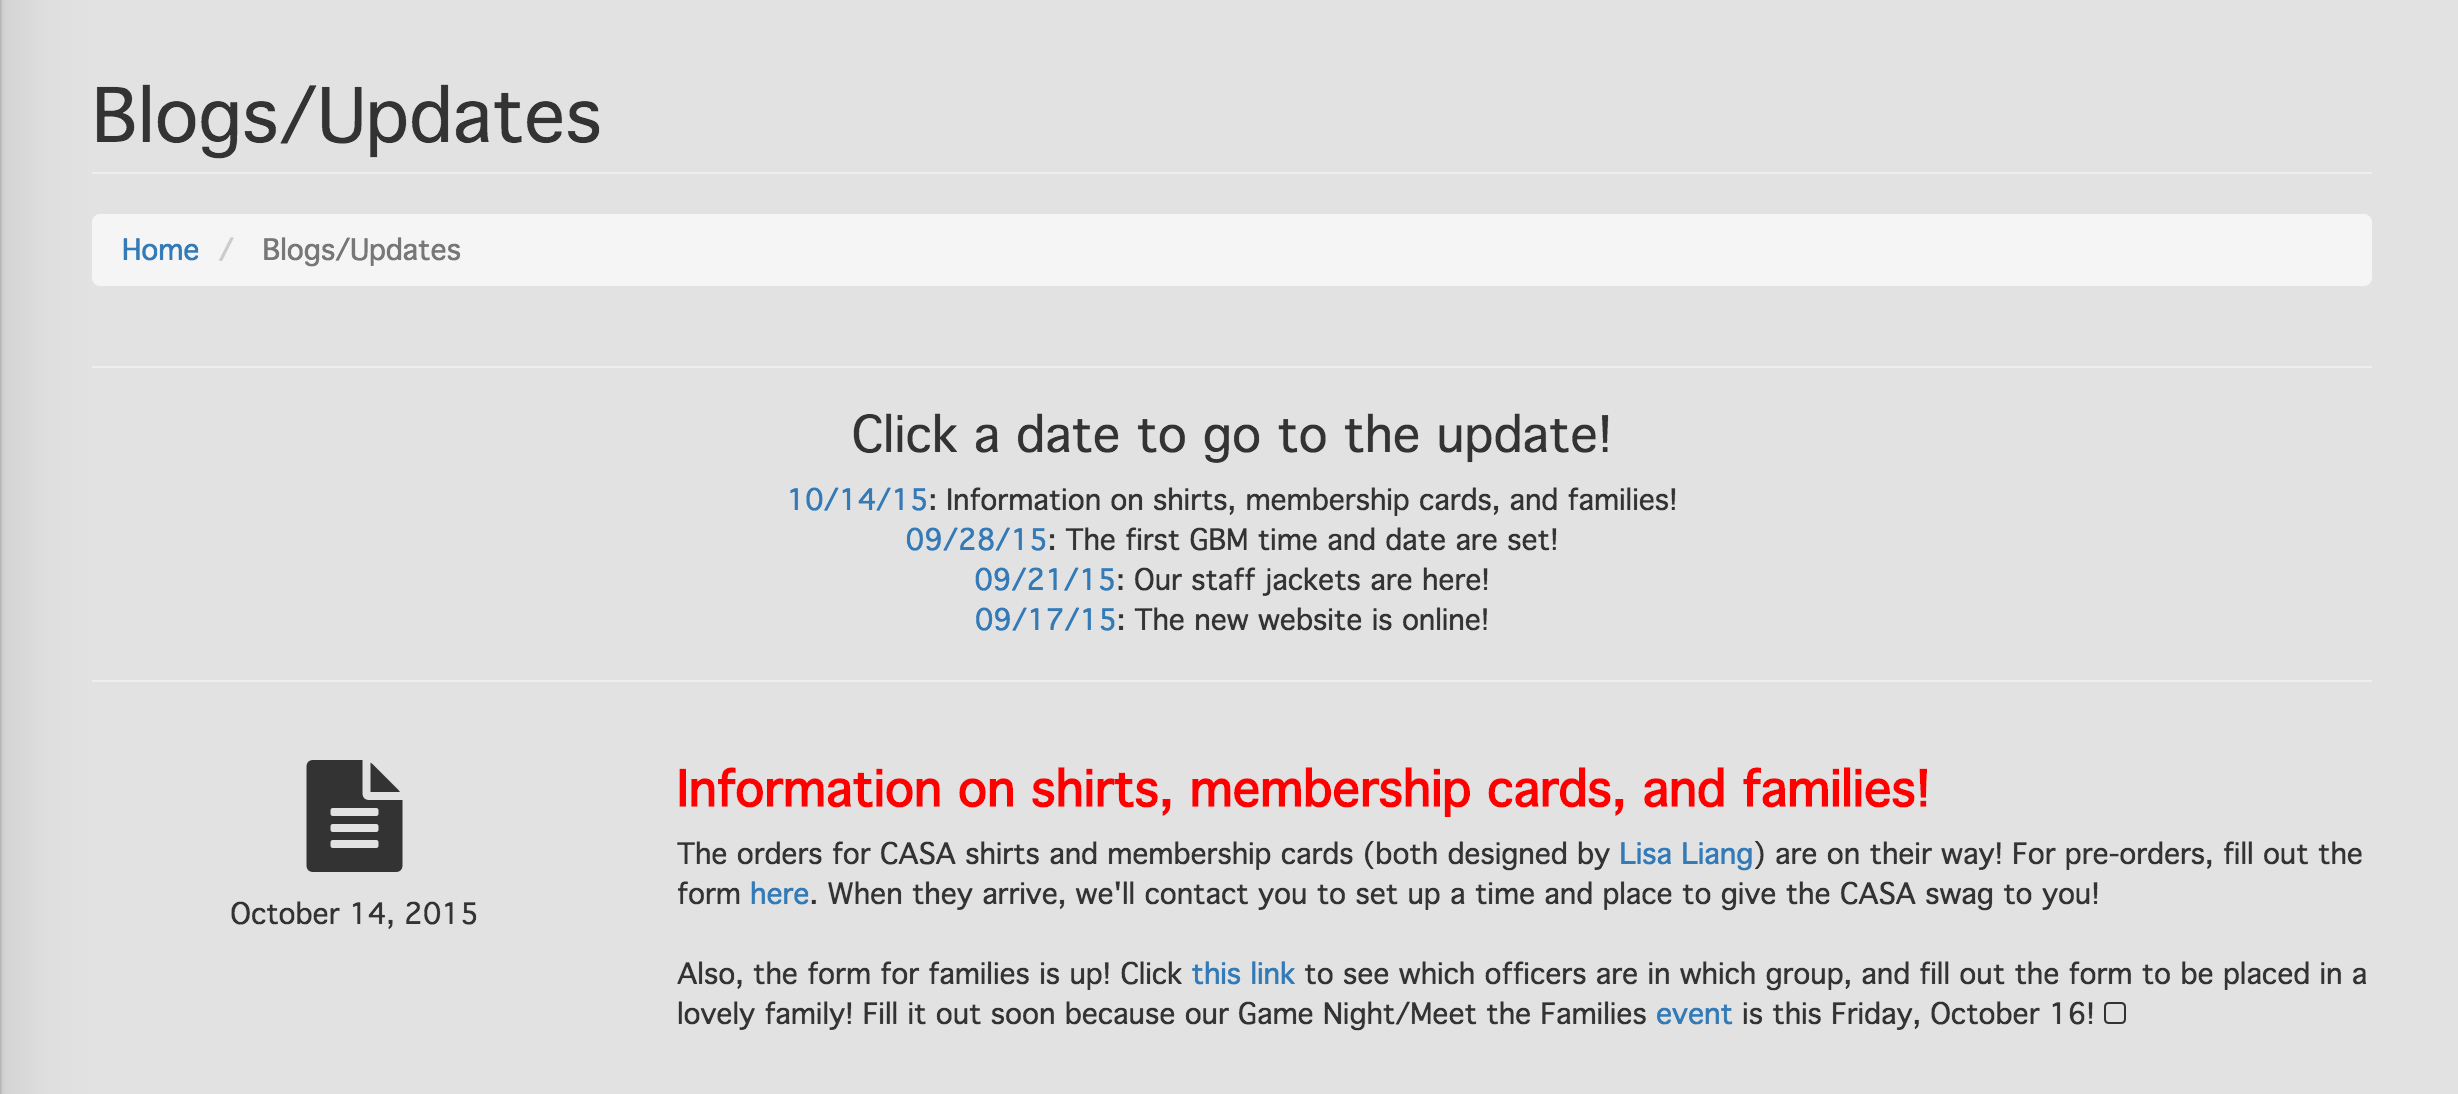 Blogs/Updates
Home / Blogs/Updates
Click a date to go to the update!
10/14/15: Information on shirts, membership cards, and families!
09/28/15: The first GBM time and date are set!
09/21/15: Our staff jackets are here!
09/17/15: The new website is online!
October 14, 2015
Information on shirts, membership cards, and families!
The orders for CASA shirts and membership cards (both designed by Lisa Liang) are on their way! For pre-orders, fill out the
form here. When they arrive, we'll contact you to set up a time and place to give the CASA swag to you!
Also, the form for families is up! Click this link to see which officers are in which group, and fill out the form to be placed in a
lovely family! Fill it out soon because our Game Night/Meet the Families event is this Friday, October 16! ▢